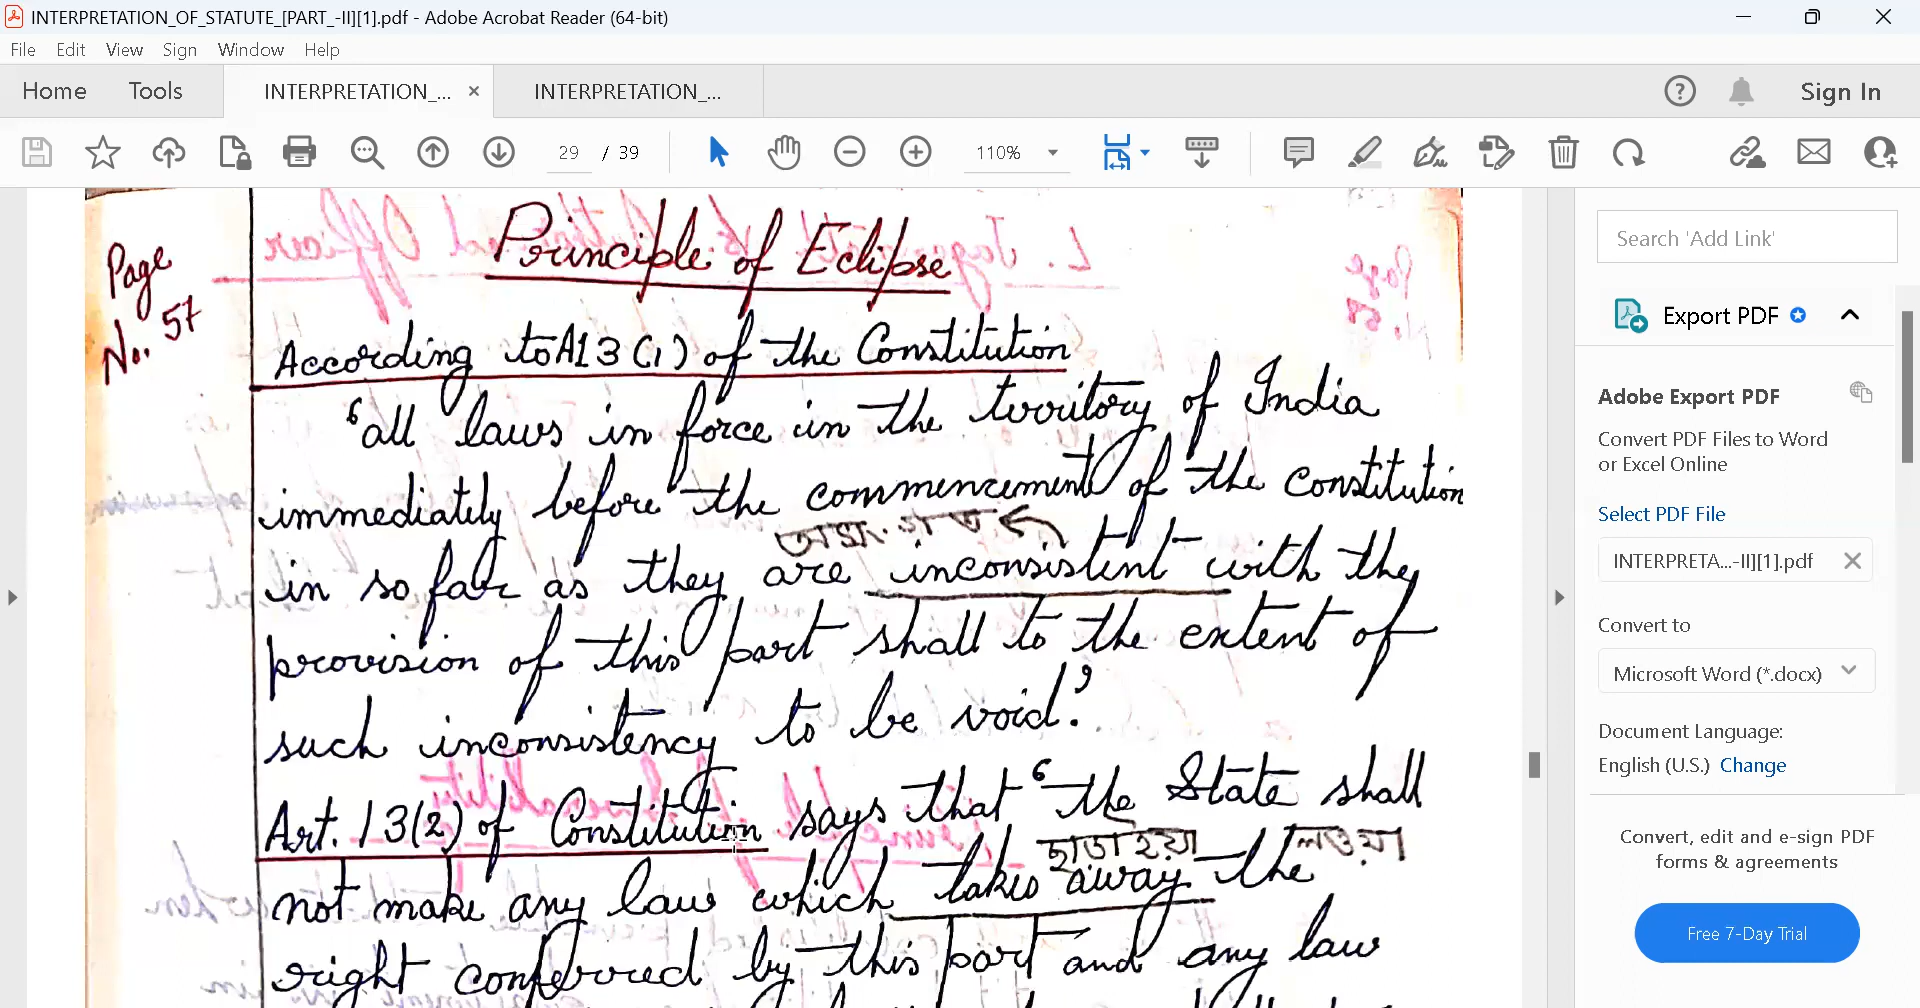 INTERPRETATION_OF_STATUTE_[PART_-II][1].pdf - Adobe Acrobat Reader (64-bit)
File Edit View Sign Window Help
Home Tools INTERPRETATION_... × INTERPRETATION_... Sign In
29 / 39 110%
Page
No. 57
Principle of Eclipse
According to A13(1) of the Constitution
'all laws in force in the territory of India
immediately before the commencement of the constitution
in so far as they are inconsistent with the
provision of this part shall to the extent of
such inconsistency to be void.'
Art. 13(2) of Constitution says that 'the State shall
ছাড়া হয়া লওয়া
not make any law which takes away the
right conferred by this part and any law
Search 'Add Link'
Export PDF
Adobe Export PDF
Convert PDF Files to Word
or Excel Online
Select PDF File
INTERPRETA...-II][1].pdf
Convert to
Microsoft Word (*.docx)
Document Language:
English (U.S.) Change
Convert, edit and e-sign PDF
forms & agreements
Free 7-Day Trial